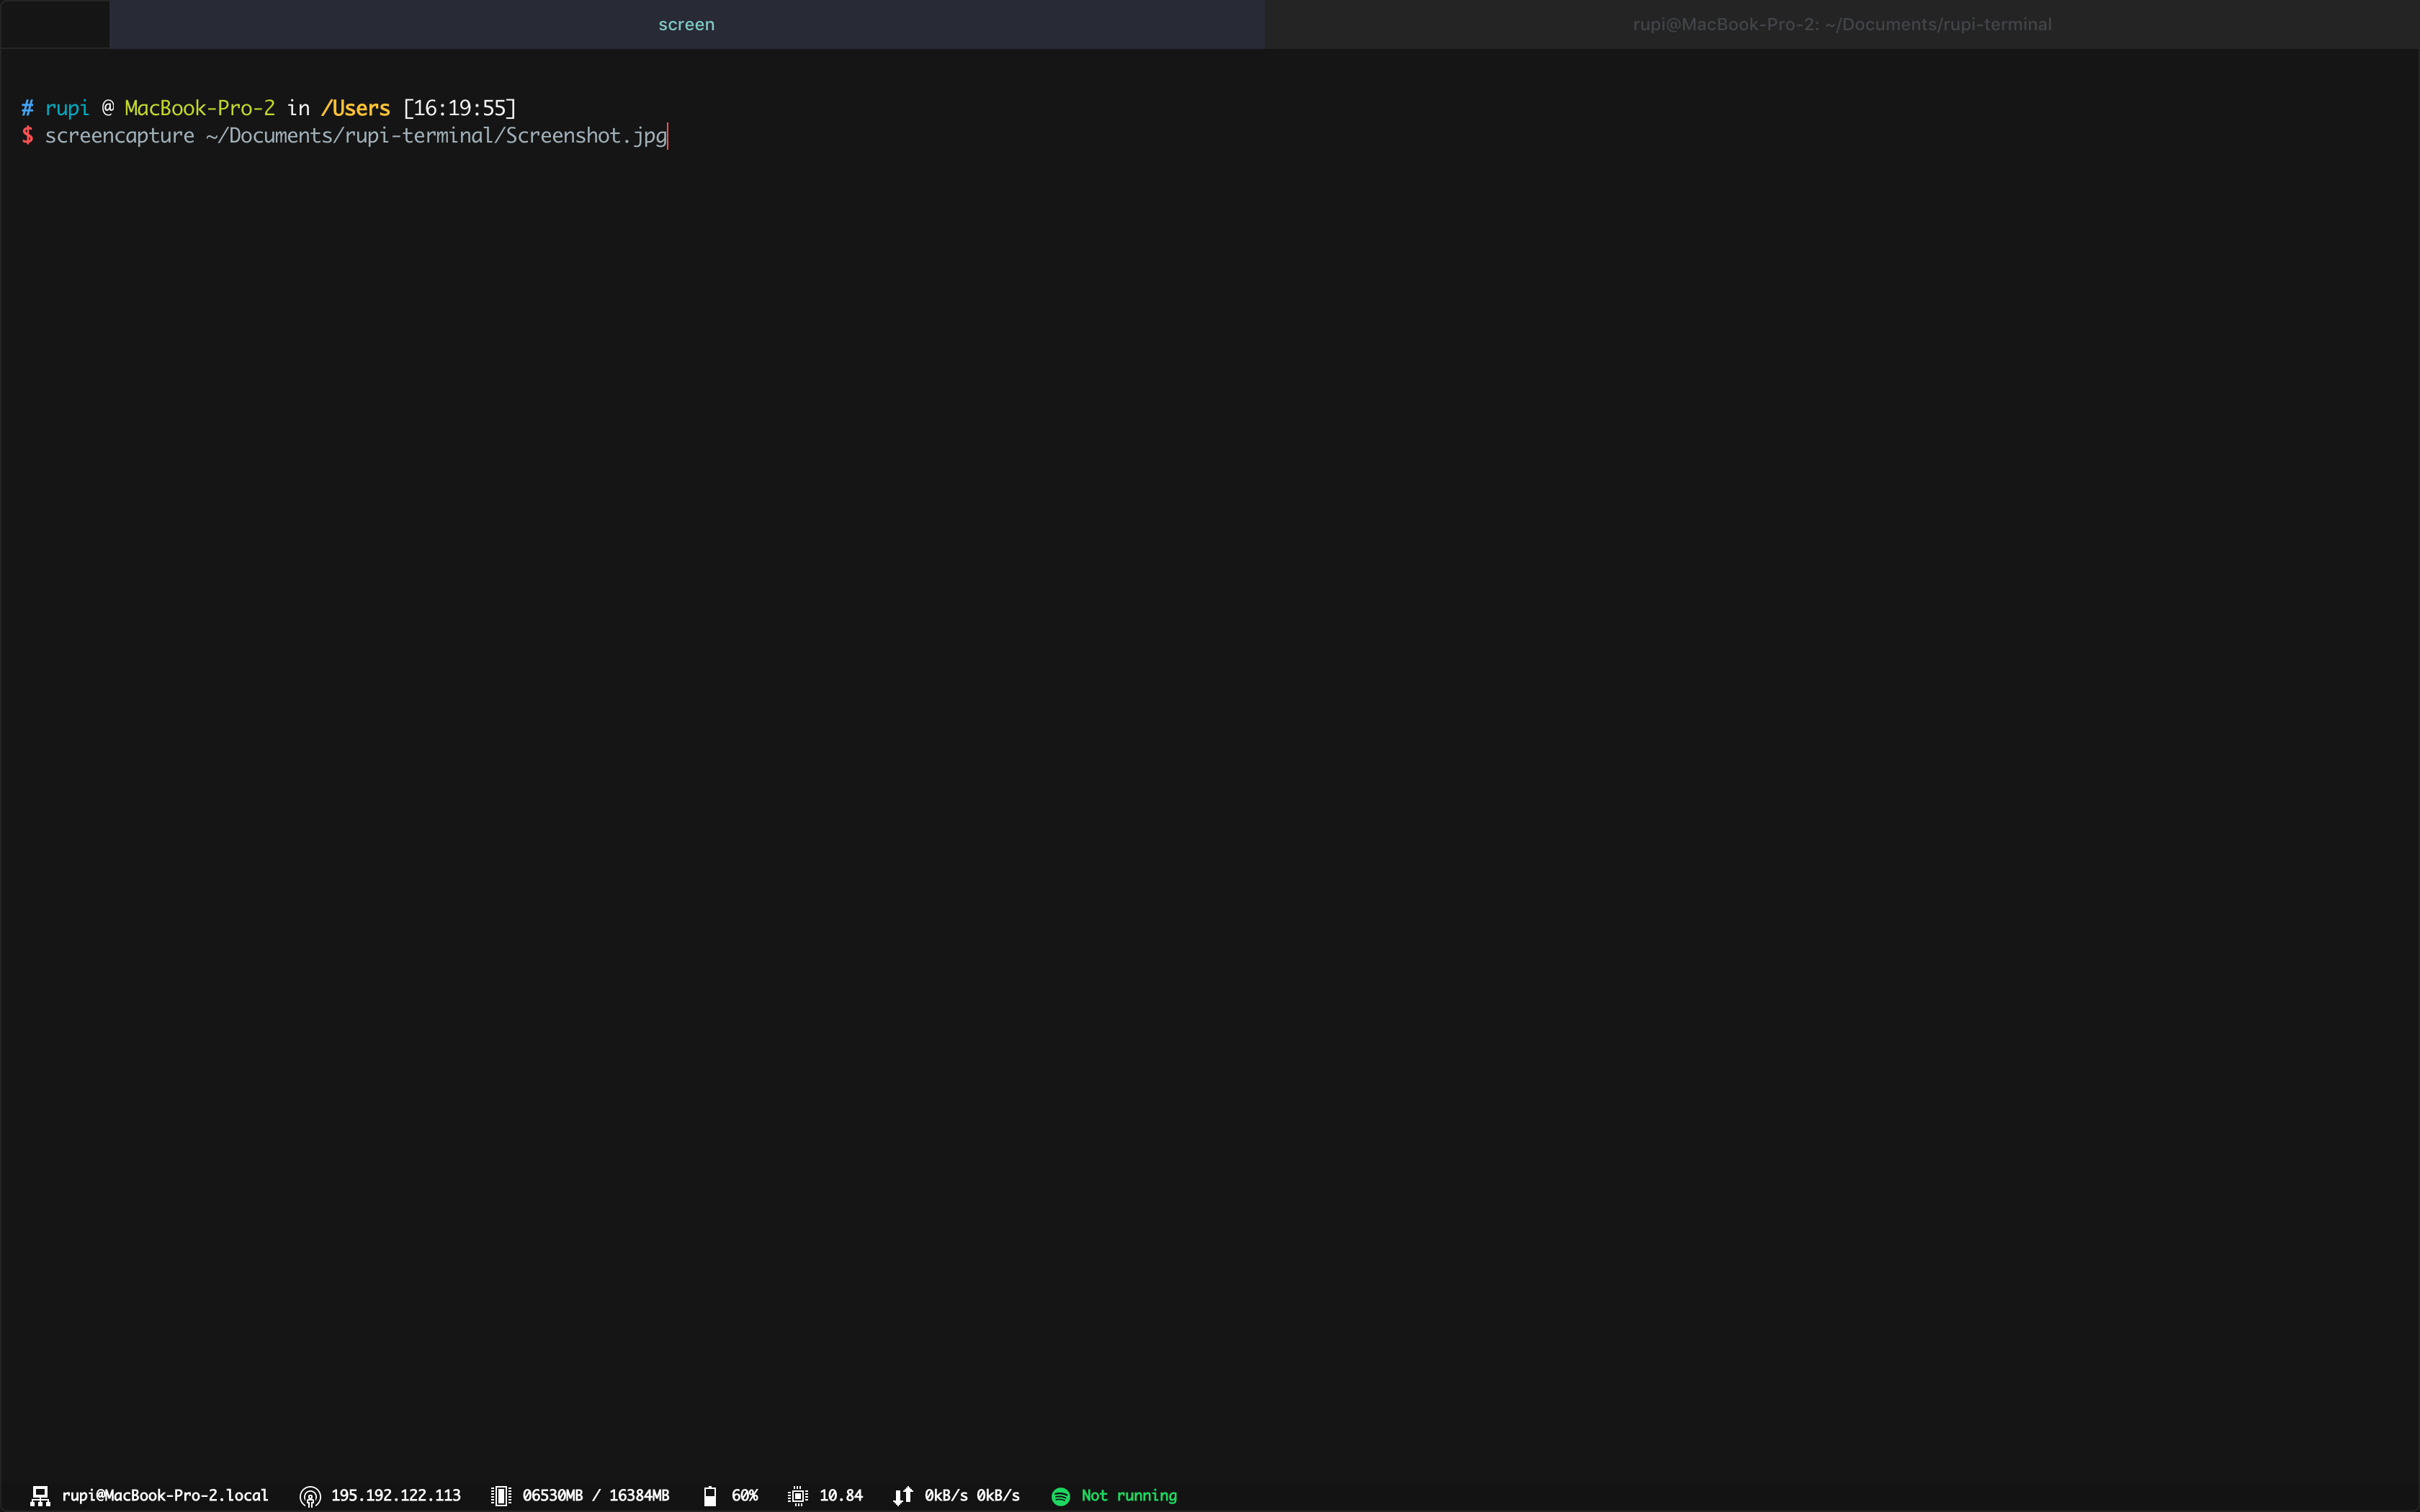 screen
rupi@MacBook-Pro-2: ~/Documents/rupi-terminal
# rupi @ MacBook-Pro-2 in /Users [16:19:55]
$ screencapture ~/Documents/rupi-terminal/Screenshot.jpg
rupi@MacBook-Pro-2.local 195.192.122.113 06530MB / 16384MB 60% 10.84 0kB/s 0kB/s Not running